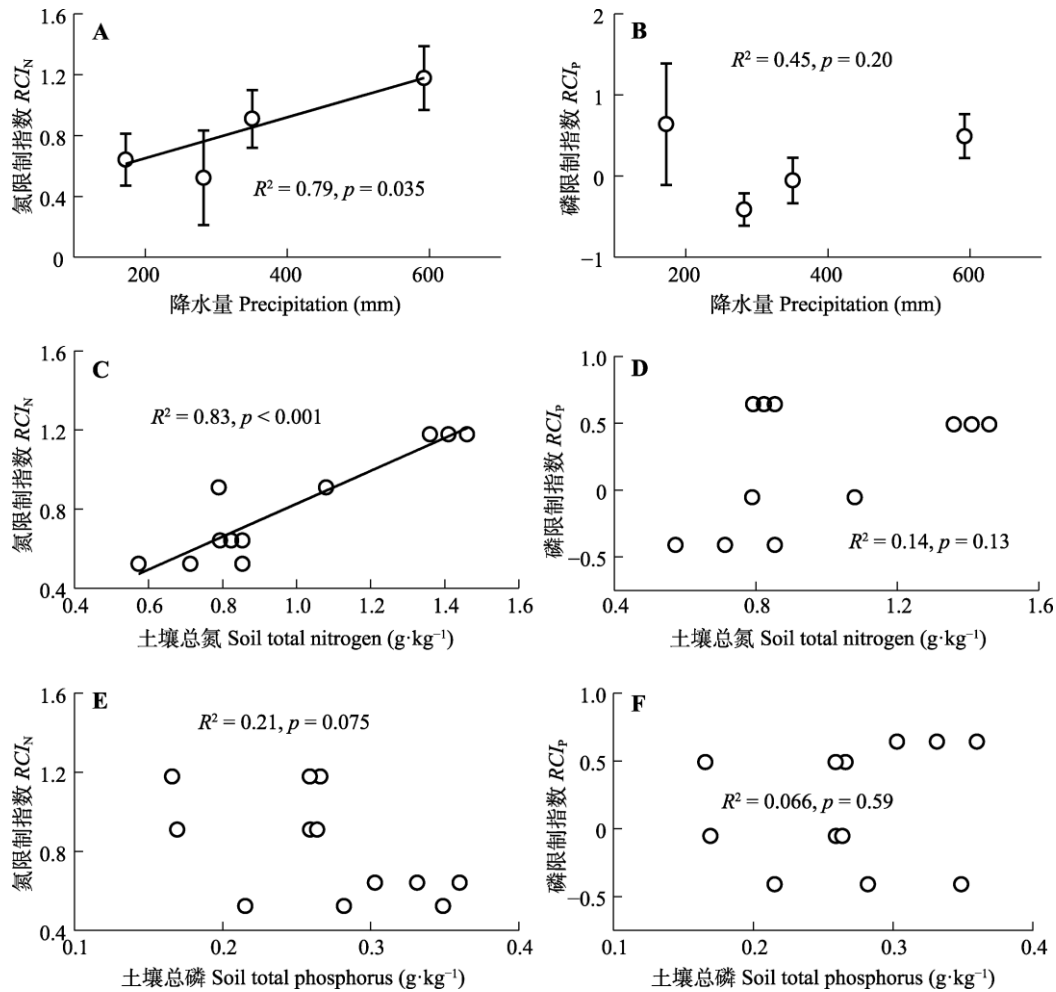 A
氮限制指数 RCI_N
1.6
1.2
0.8
0.4
0
R² = 0.79, p = 0.035
200
400
600
降水量 Precipitation (mm)
B
磷限制指数 RCI_P
2
1
0
−1
R² = 0.45, p = 0.20
200
400
600
降水量 Precipitation (mm)
C
氮限制指数 RCI_N
1.6
1.2
0.8
0.4
R² = 0.83, p < 0.001
0.4
0.6
0.8
1.0
1.2
1.4
1.6
土壤总氮 Soil total nitrogen (g·kg⁻¹)
D
磷限制指数 RCI_P
1.0
0.5
0
−0.5
R² = 0.14, p = 0.13
0.4
0.8
1.2
1.6
土壤总氮 Soil total nitrogen (g·kg⁻¹)
E
氮限制指数 RCI_N
1.6
1.2
0.8
0.4
R² = 0.21, p = 0.075
0.1
0.2
0.3
0.4
土壤总磷 Soil total phosphorus (g·kg⁻¹)
F
磷限制指数 RCI_P
1.0
0.5
0
−0.5
R² = 0.066, p = 0.59
0.1
0.2
0.3
0.4
土壤总磷 Soil total phosphorus (g·kg⁻¹)